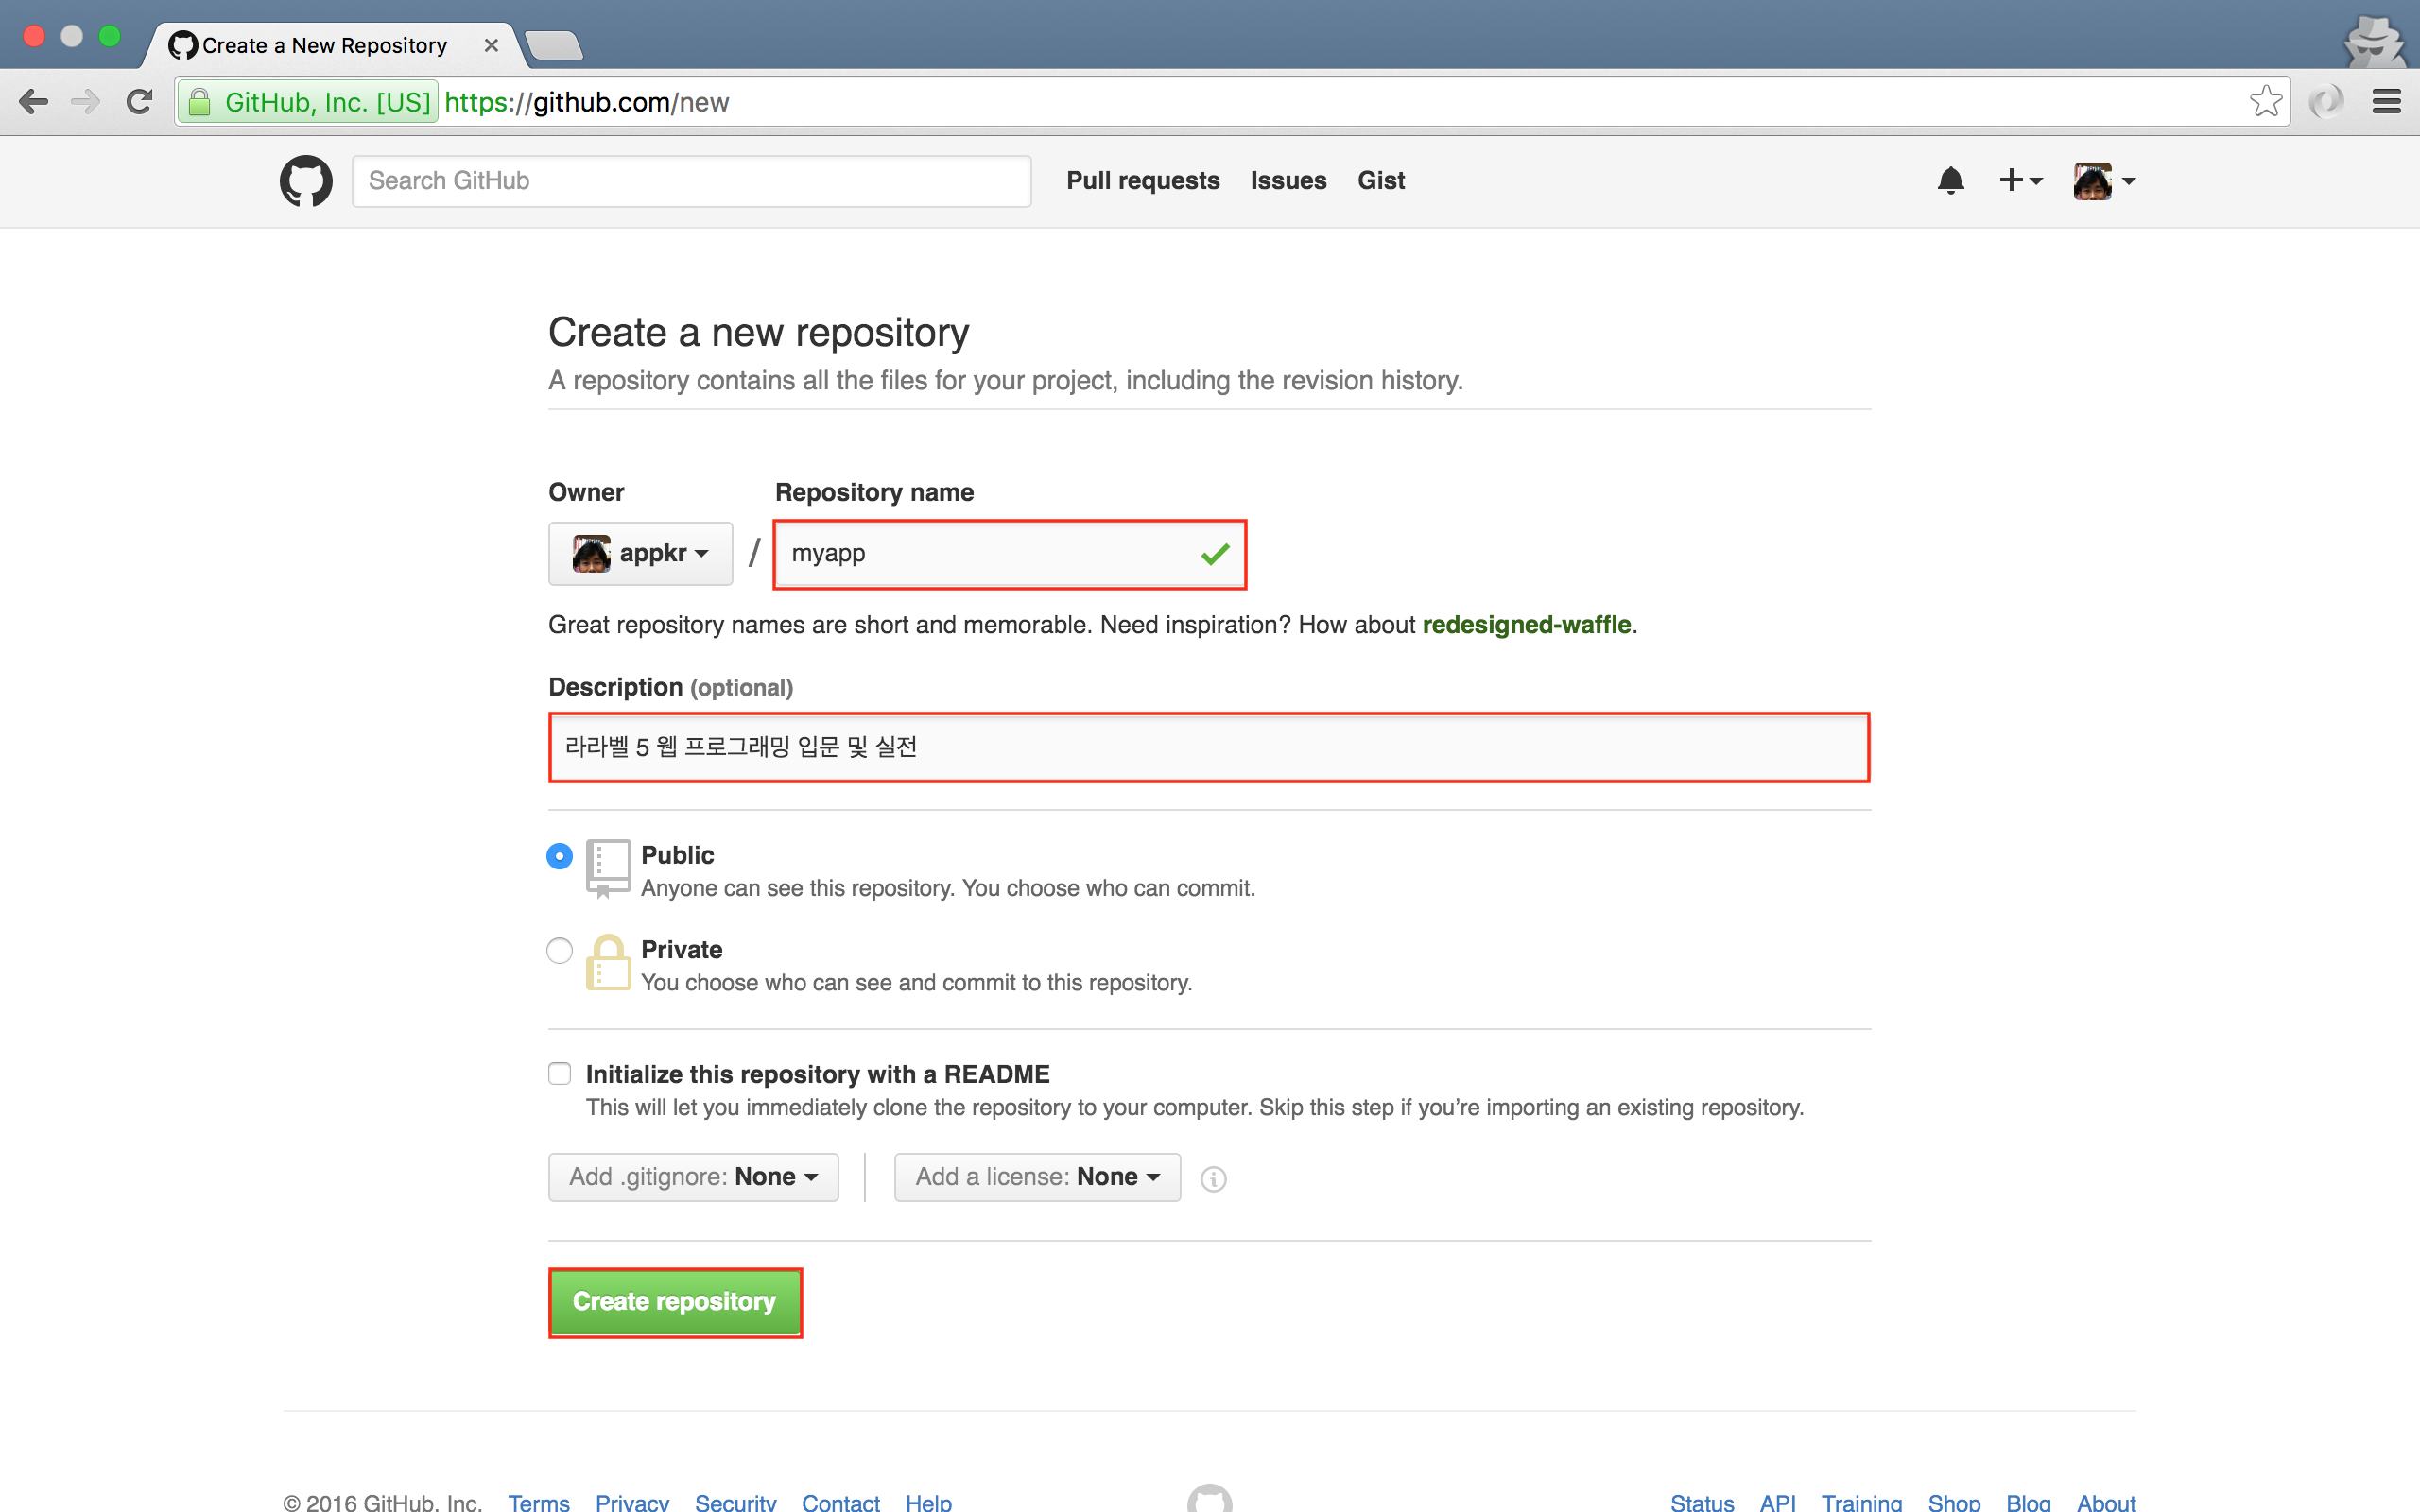 Create a New Repository
GitHub, Inc. [US] https://github.com/new
Search GitHub Pull requests Issues Gist
Create a new repository
A repository contains all the files for your project, including the revision history.
Owner Repository name
appkr / myapp
Great repository names are short and memorable. Need inspiration? How about redesigned-waffle.
Description (optional)
라라벨 5 웹 프로그래밍 입문 및 실전
Public
Anyone can see this repository. You choose who can commit.
Private
You choose who can see and commit to this repository.
Initialize this repository with a README
This will let you immediately clone the repository to your computer. Skip this step if you’re importing an existing repository.
Add .gitignore: None Add a license: None
Create repository
© 2016 GitHub, Inc. Terms Privacy Security Contact Help Status API Training Shop Blog About